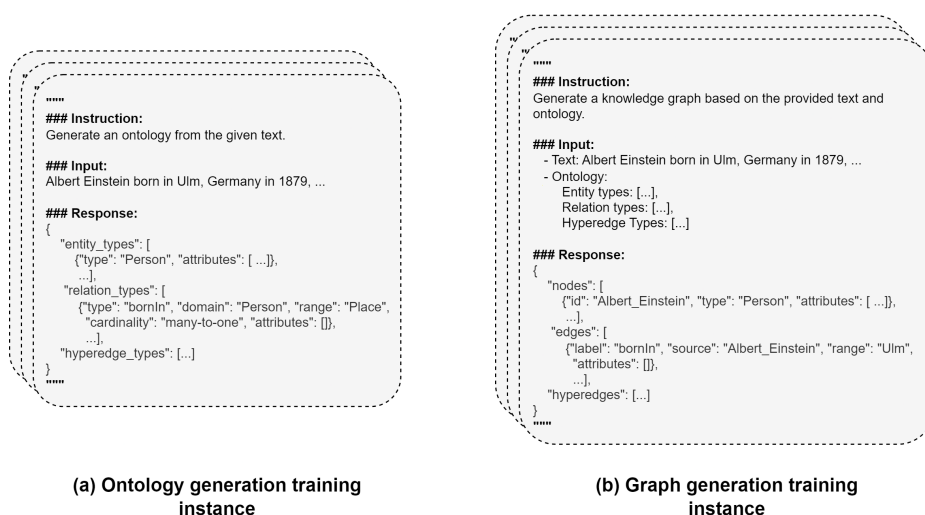 """
### Instruction:
Generate an ontology from the given text.
### Input:
Albert Einstein born in Ulm, Germany in 1879, ...
### Response:
{
"entity_types": [
{"type": "Person", "attributes": [ ...]},
...],
"relation_types": [
{"type": "bornIn", "domain": "Person", "range": "Place",
"cardinality": "many-to-one", "attributes": []},
...],
"hyperedge_types": [...]
}
"""
(a) Ontology generation training
instance
"""
### Instruction:
Generate a knowledge graph based on the provided text and
ontology.
### Input:
- Text: Albert Einstein born in Ulm, Germany in 1879, ...
- Ontology:
Entity types: [...],
Relation types: [...],
Hyperedge Types: [...]
### Response:
{
"nodes": [
{"id": "Albert_Einstein", "type": "Person", "attributes": [ ...]},
...],
"edges": [
{"label": "bornIn", "source": "Albert_Einstein", "range": "Ulm",
"attributes": []},
...],
"hyperedges": [...]
}
"""
(b) Graph generation training
instance